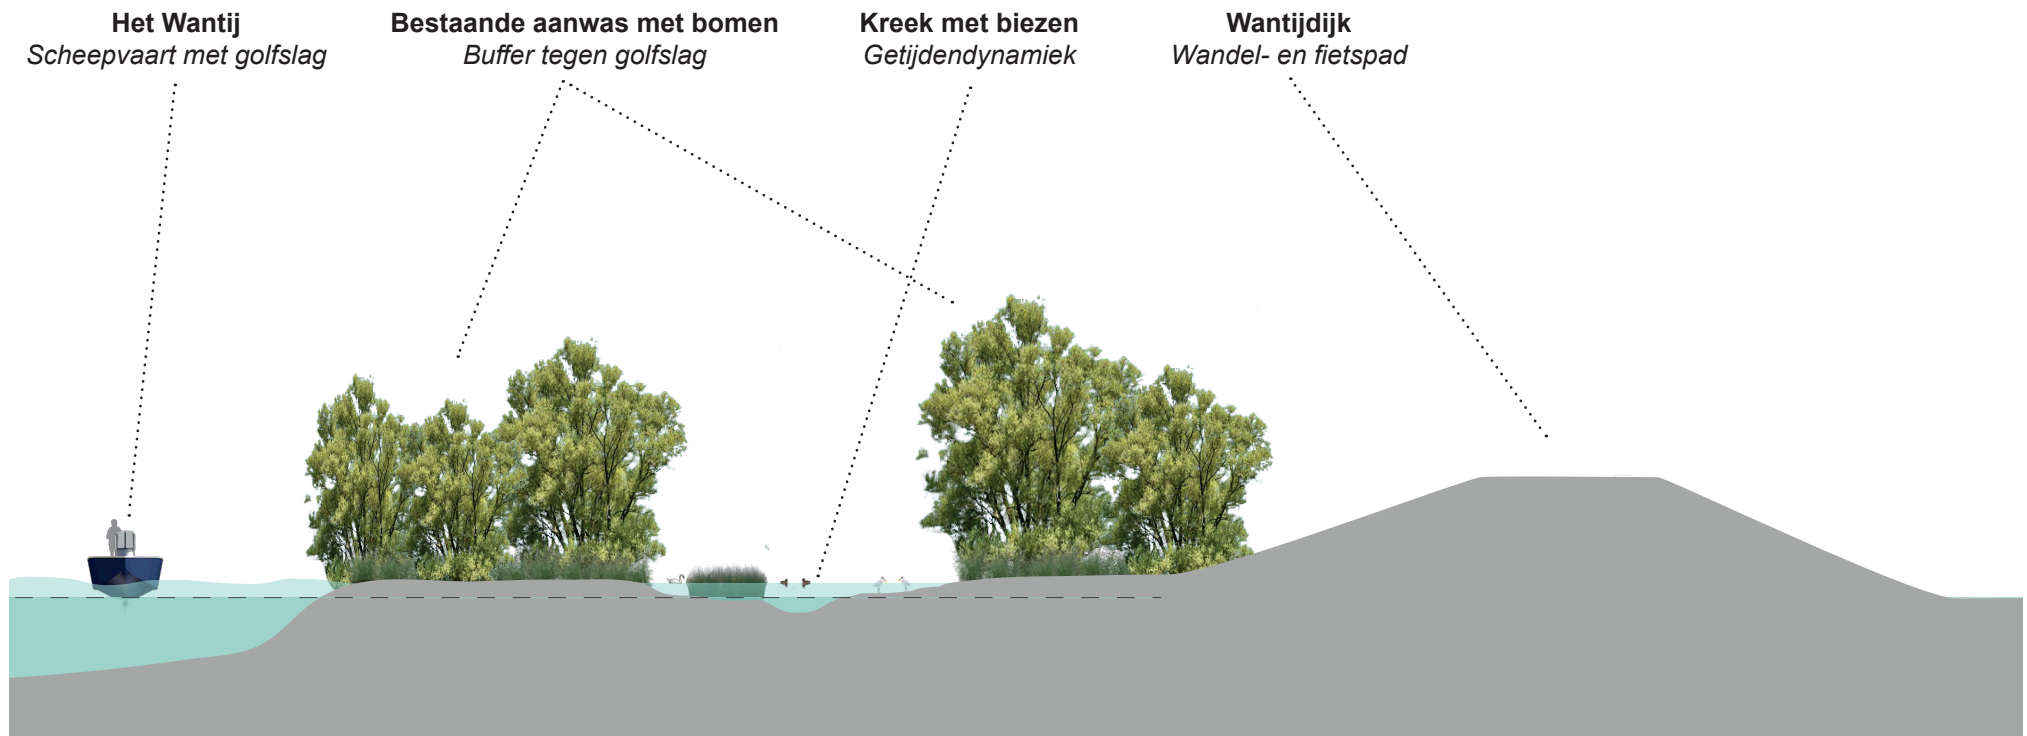 Het Wantij
Scheepvaart met golfslag
Bestaande aanwas met bomen
Buffer tegen golfslag
Kreek met biezen
Getijdendynamiek
Wantijdijk
Wandel- en fietspad